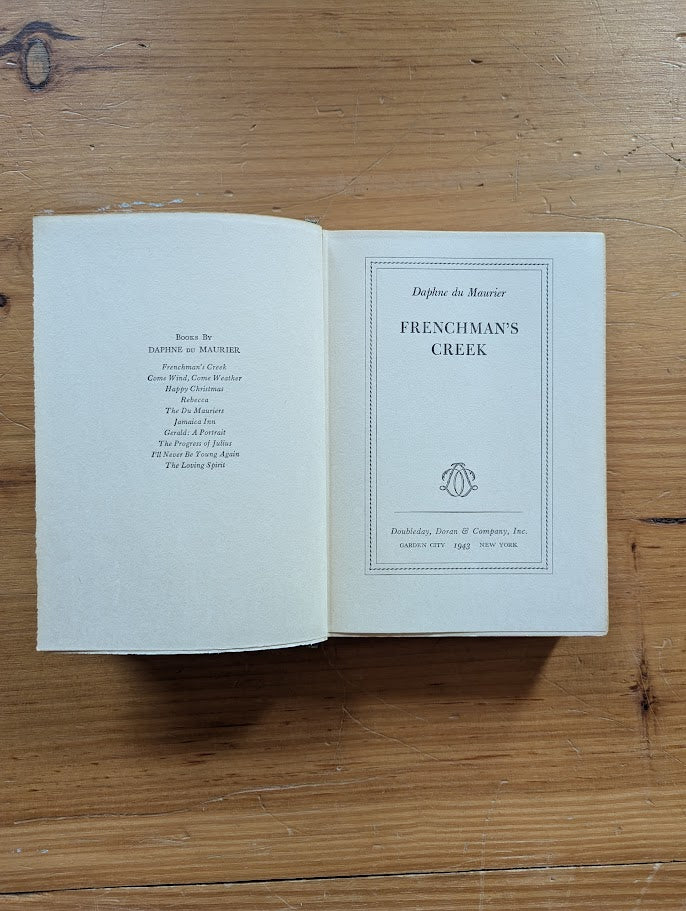 Books By
DAPHNE DU MAURIER
Frenchman's Creek
Come Wind, Come Weather
Happy Christmas
Rebecca
The Du Mauriers
Jamaica Inn
Gerald: A Portrait
The Progress of Julius
I'll Never Be Young Again
The Loving Spirit
Daphne du Maurier
FRENCHMAN'S
CREEK
Doubleday, Doran & Company, Inc.
GARDEN CITY 1943 NEW YORK